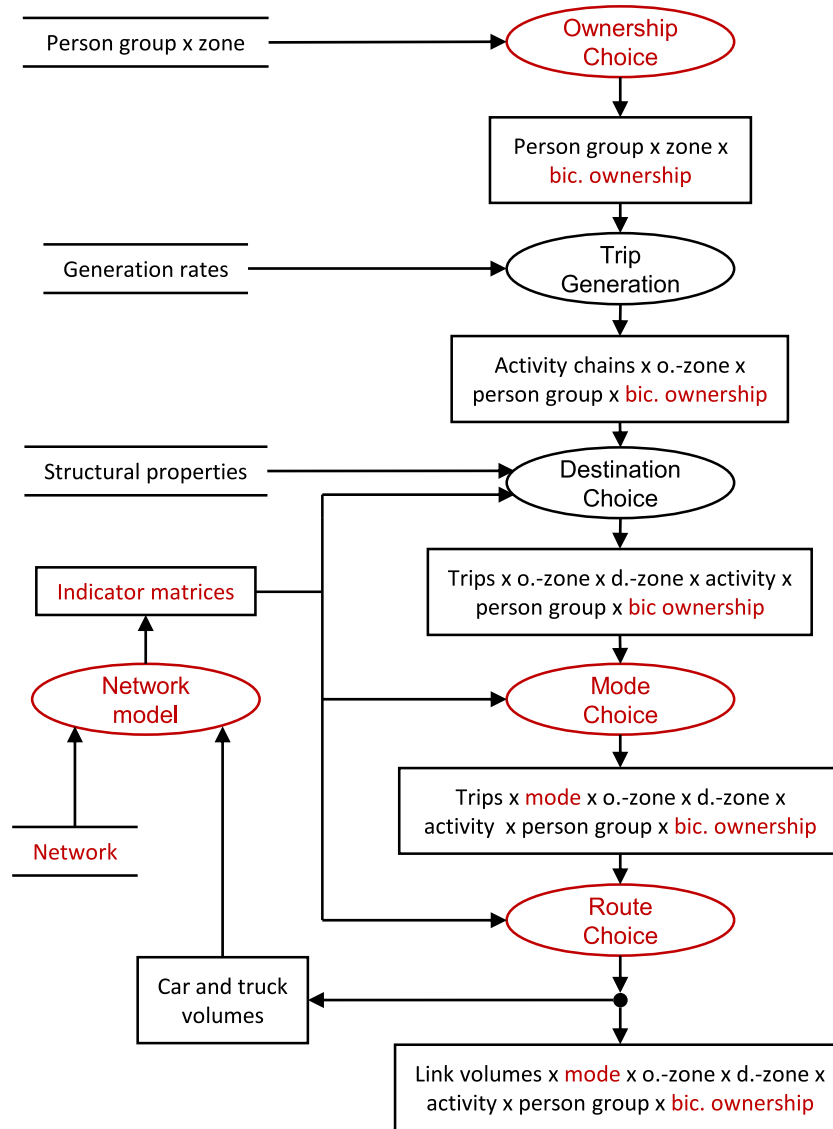 Person group x zone
Ownership
Choice
Person group x zone x
bic. ownership
Generation rates
Trip
Generation
Activity chains x o.-zone x
person group x bic. ownership
Structural properties
Destination
Choice
Indicator matrices
Trips x o.-zone x d.-zone x activity x
person group x bic ownership
Network
model
Mode
Choice
Trips x mode x o.-zone x d.-zone x
activity x person group x bic. ownership
Network
Route
Choice
Car and truck
volumes
Link volumes x mode x o.-zone x d.-zone x
activity x person group x bic. ownership